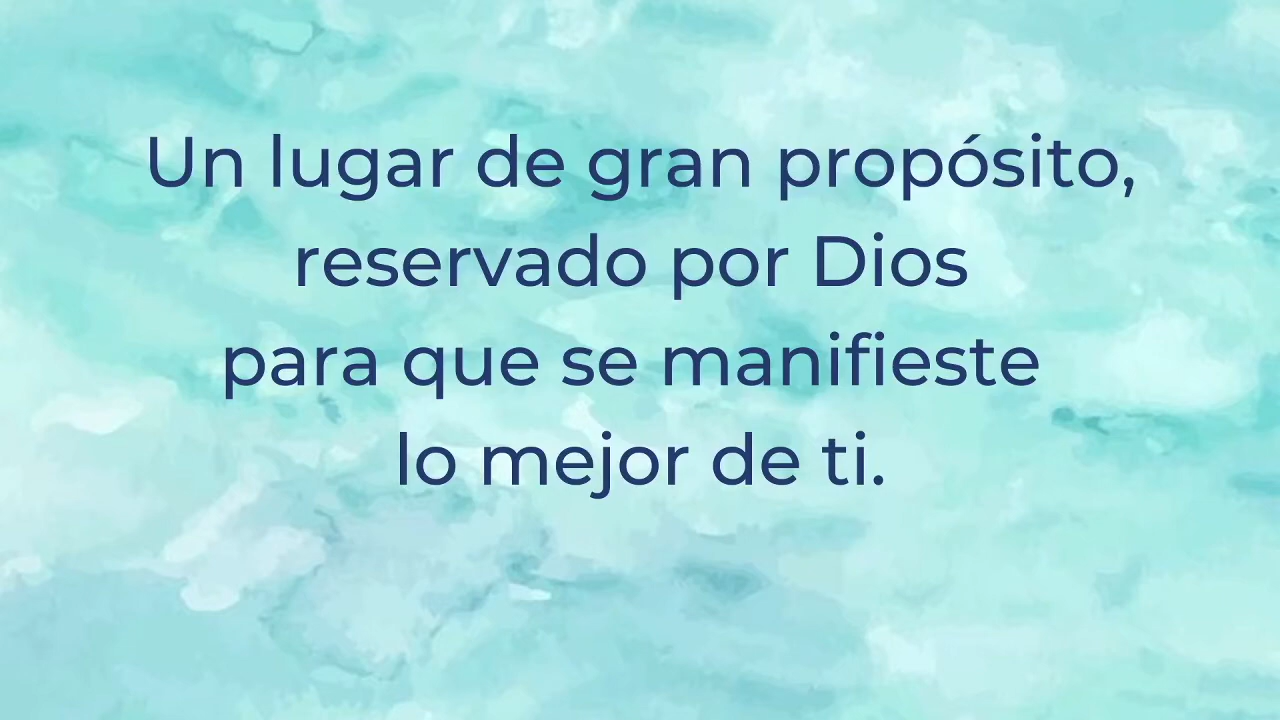 Un lugar de gran propósito,
reservado por Dios
para que se manifieste
lo mejor de ti.